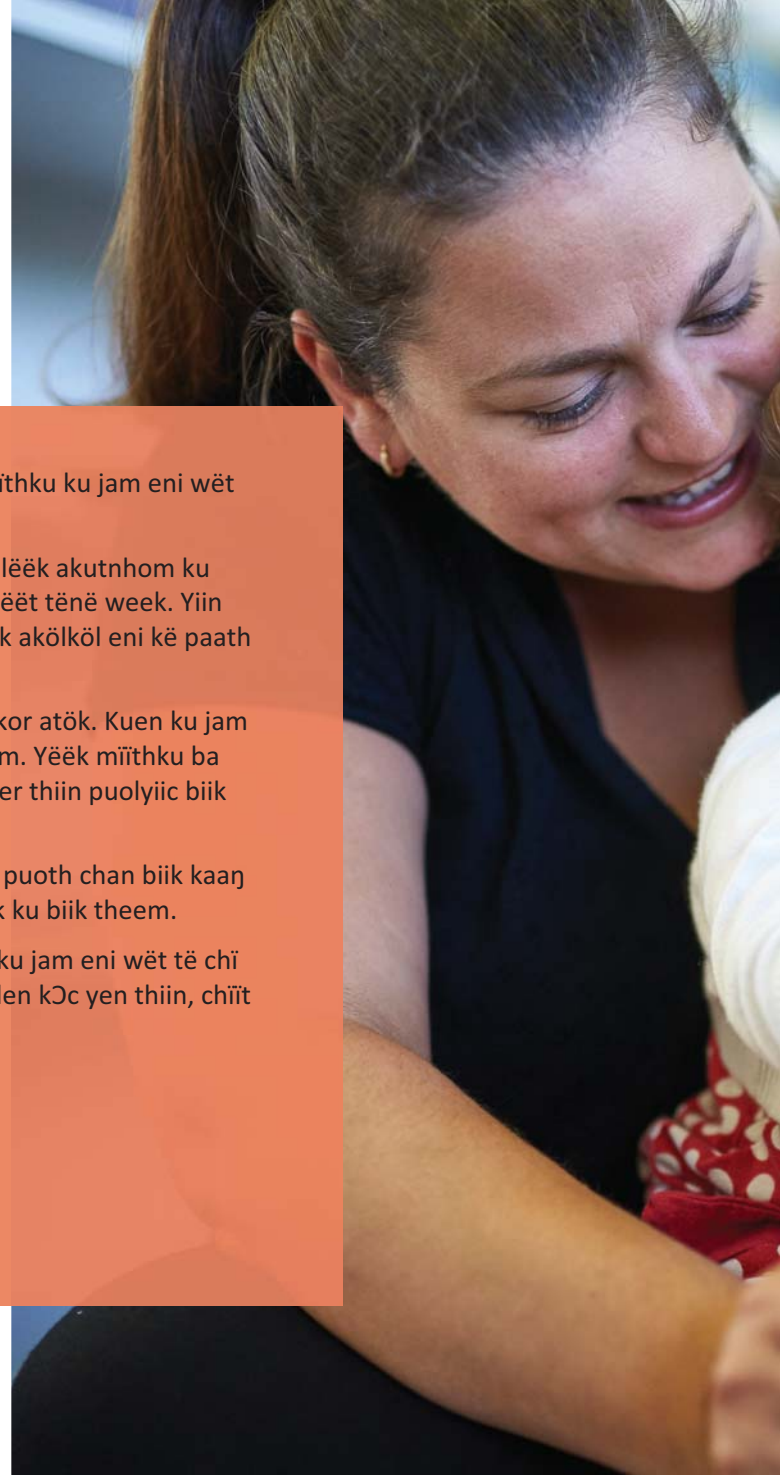 ïthku ku jam eni wët
lëëk akutnhom ku
ëët tënë week. Yiin
k akölköl eni kë paath
kor atök. Kuen ku jam
m. Yëëk mïïthku ba
er thiin puolyiic biik
puoth chan biik kaaŋ
k ku biik theem.
ku jam eni wët të chï
len kƆc yen thiin, chïït